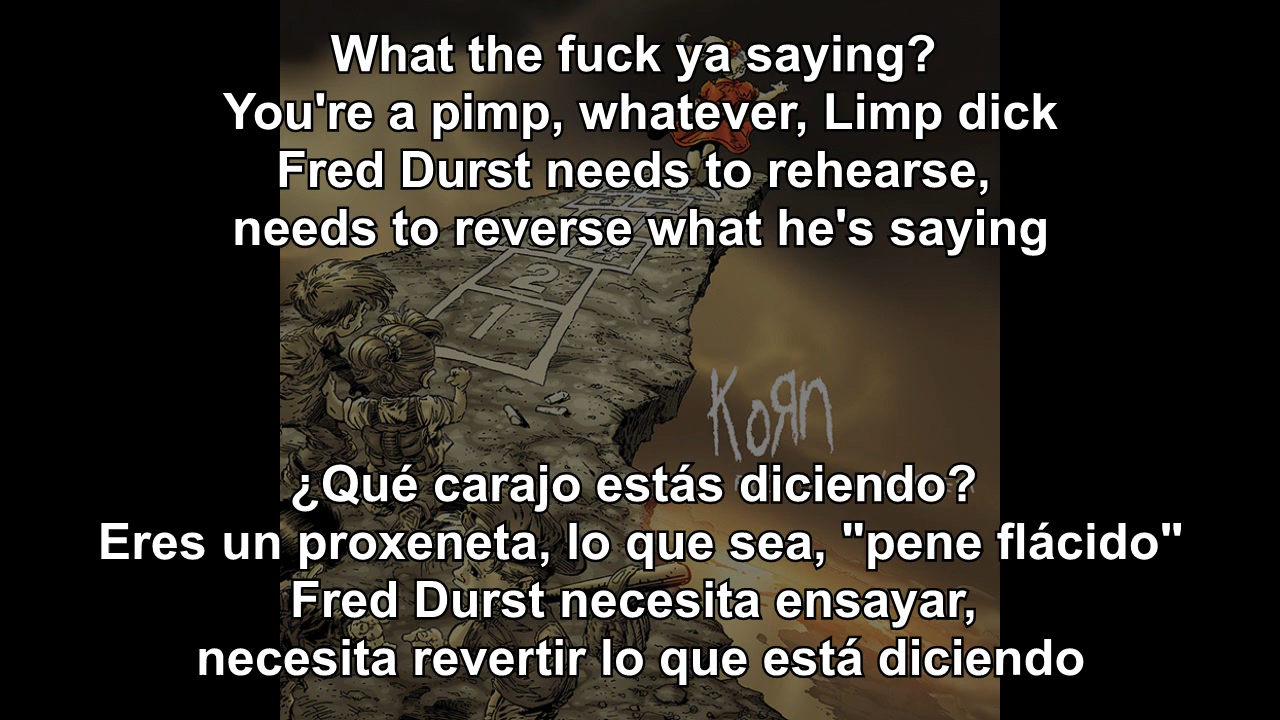 What the fuck ya saying?
You're a pimp, whatever, Limp dick
Fred Durst needs to rehearse,
needs to reverse what he's saying
2
1
KoЯn
¿Qué carajo estás diciendo?
Eres un proxeneta, lo que sea, "pene flácido"
Fred Durst necesita ensayar,
necesita revertir lo que está diciendo